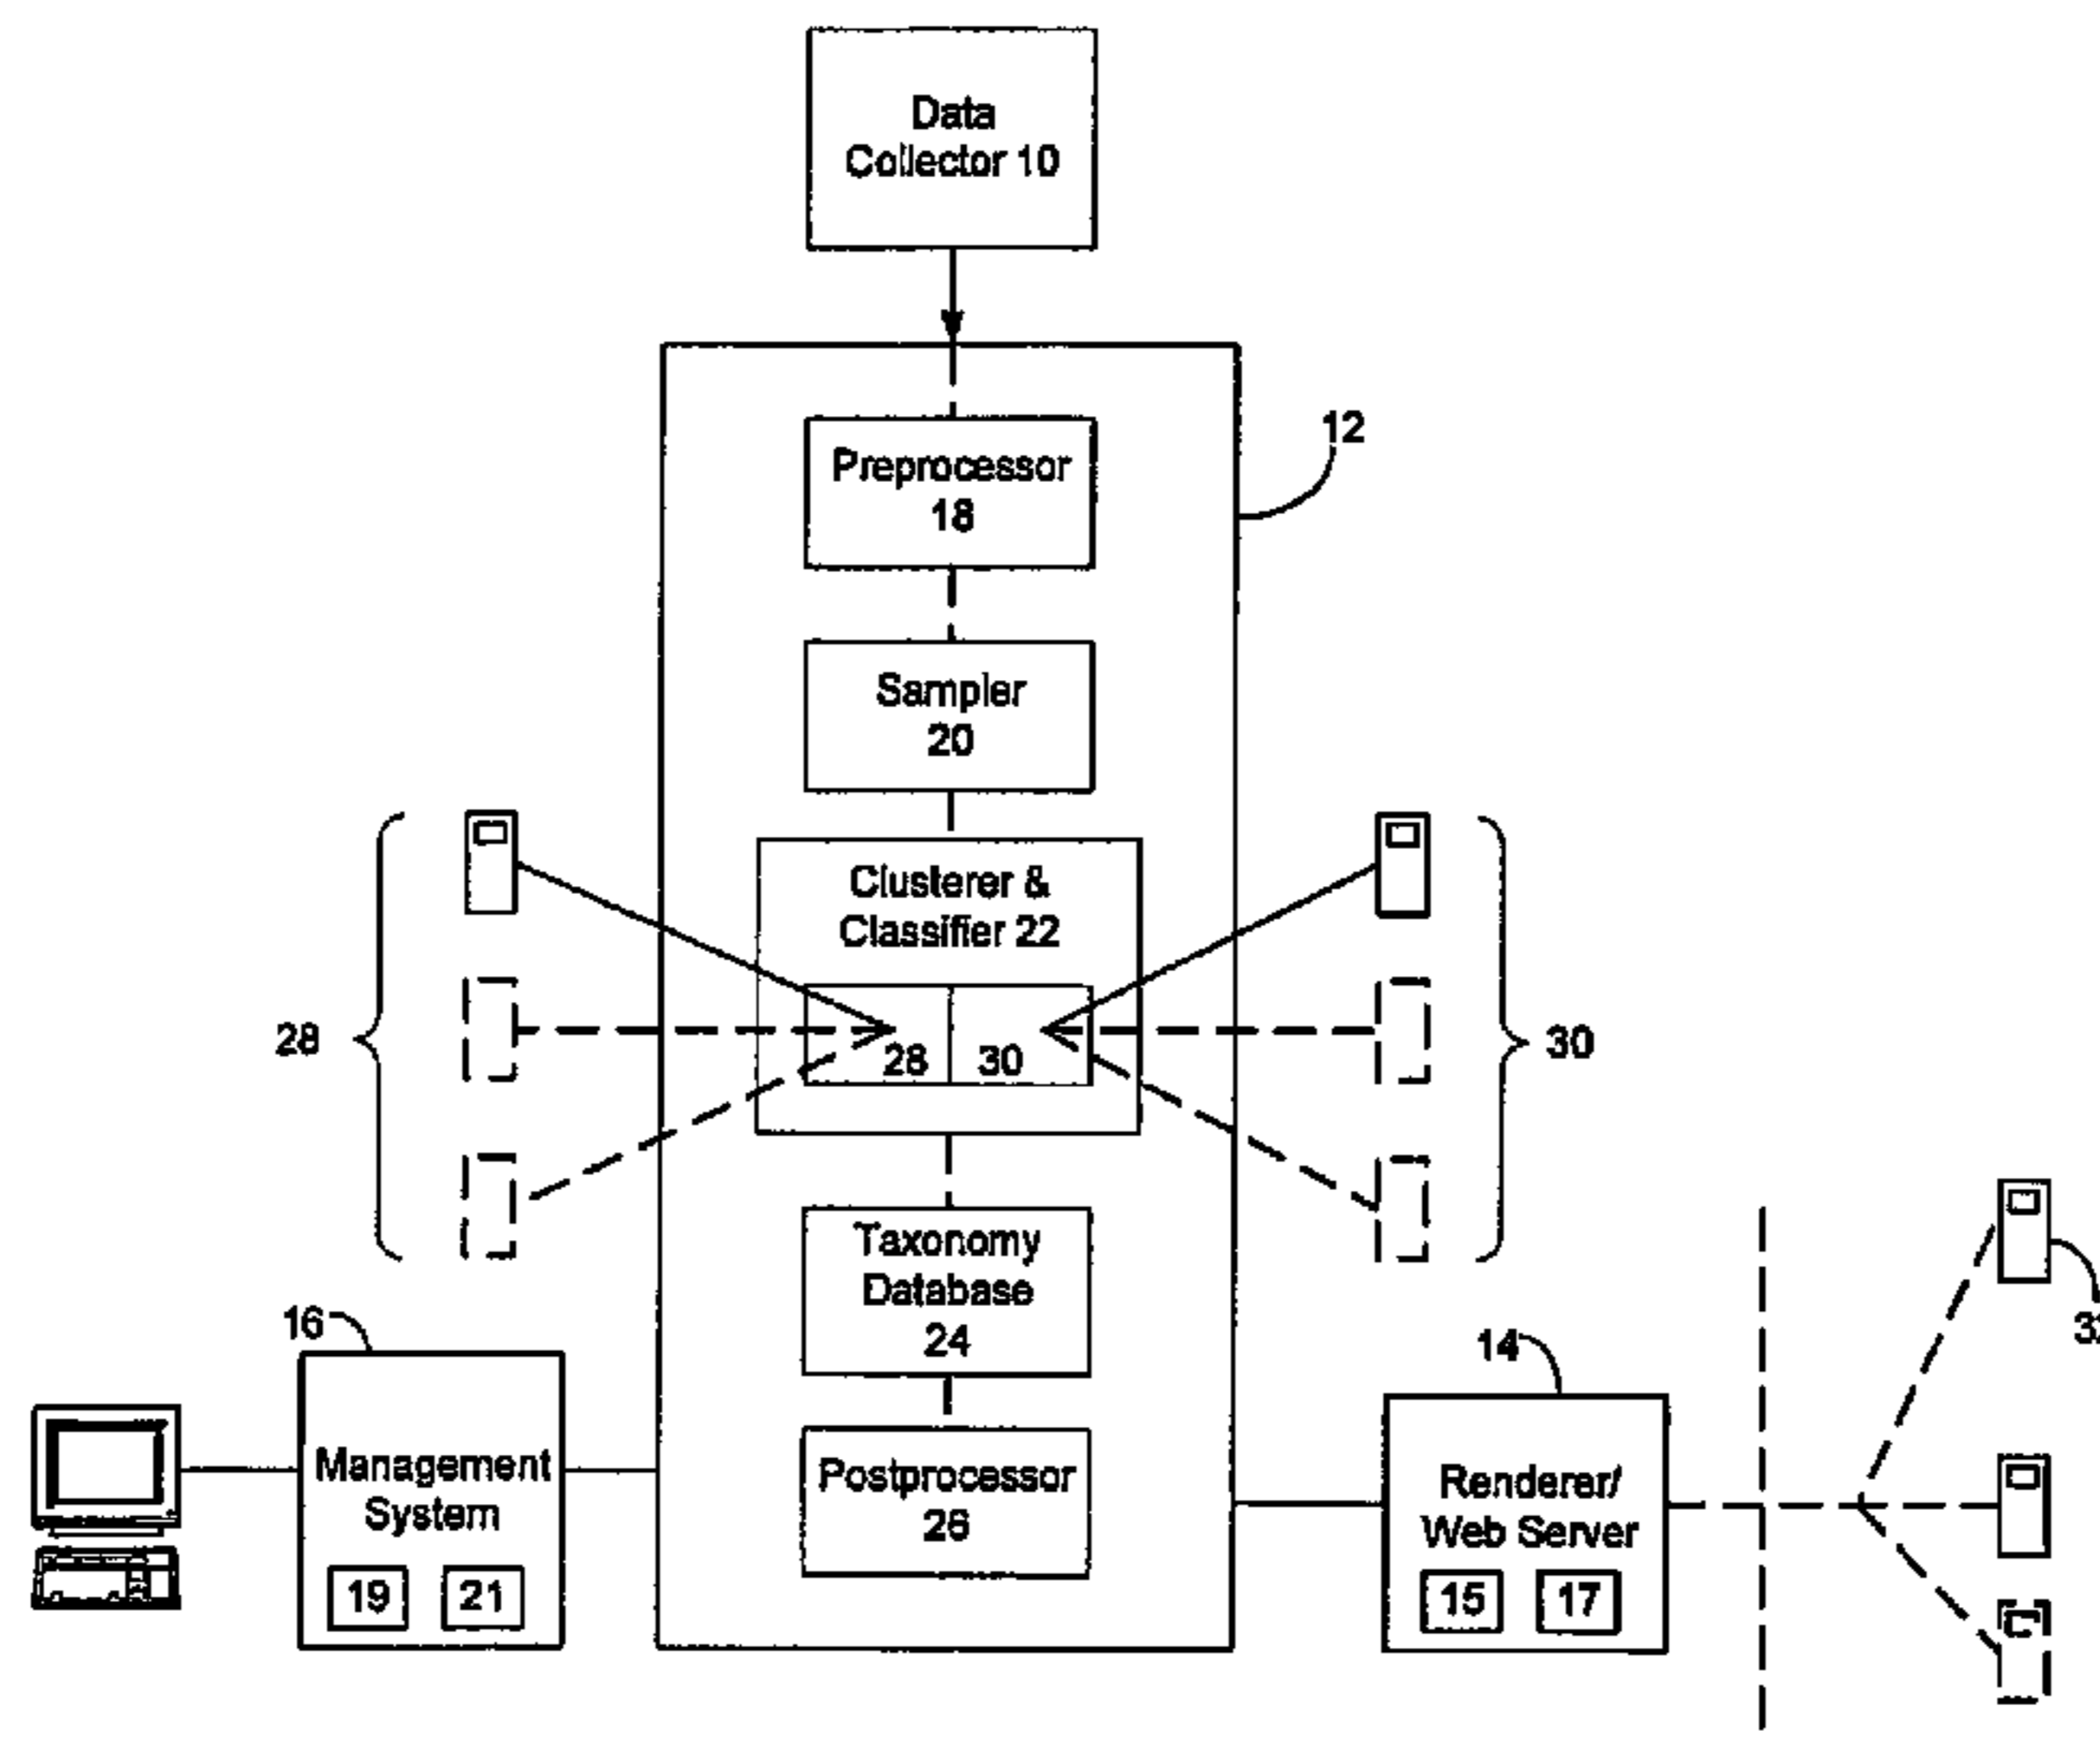 Data
Collector 10
12
Preprocessor
18
Sampler
20
Clusterer &
Classifier 22
28
28
30
30
Taxonomy
Database
24
16
14
Management
System
19
21
Postprocessor
26
Renderer/
Web Server
15
17